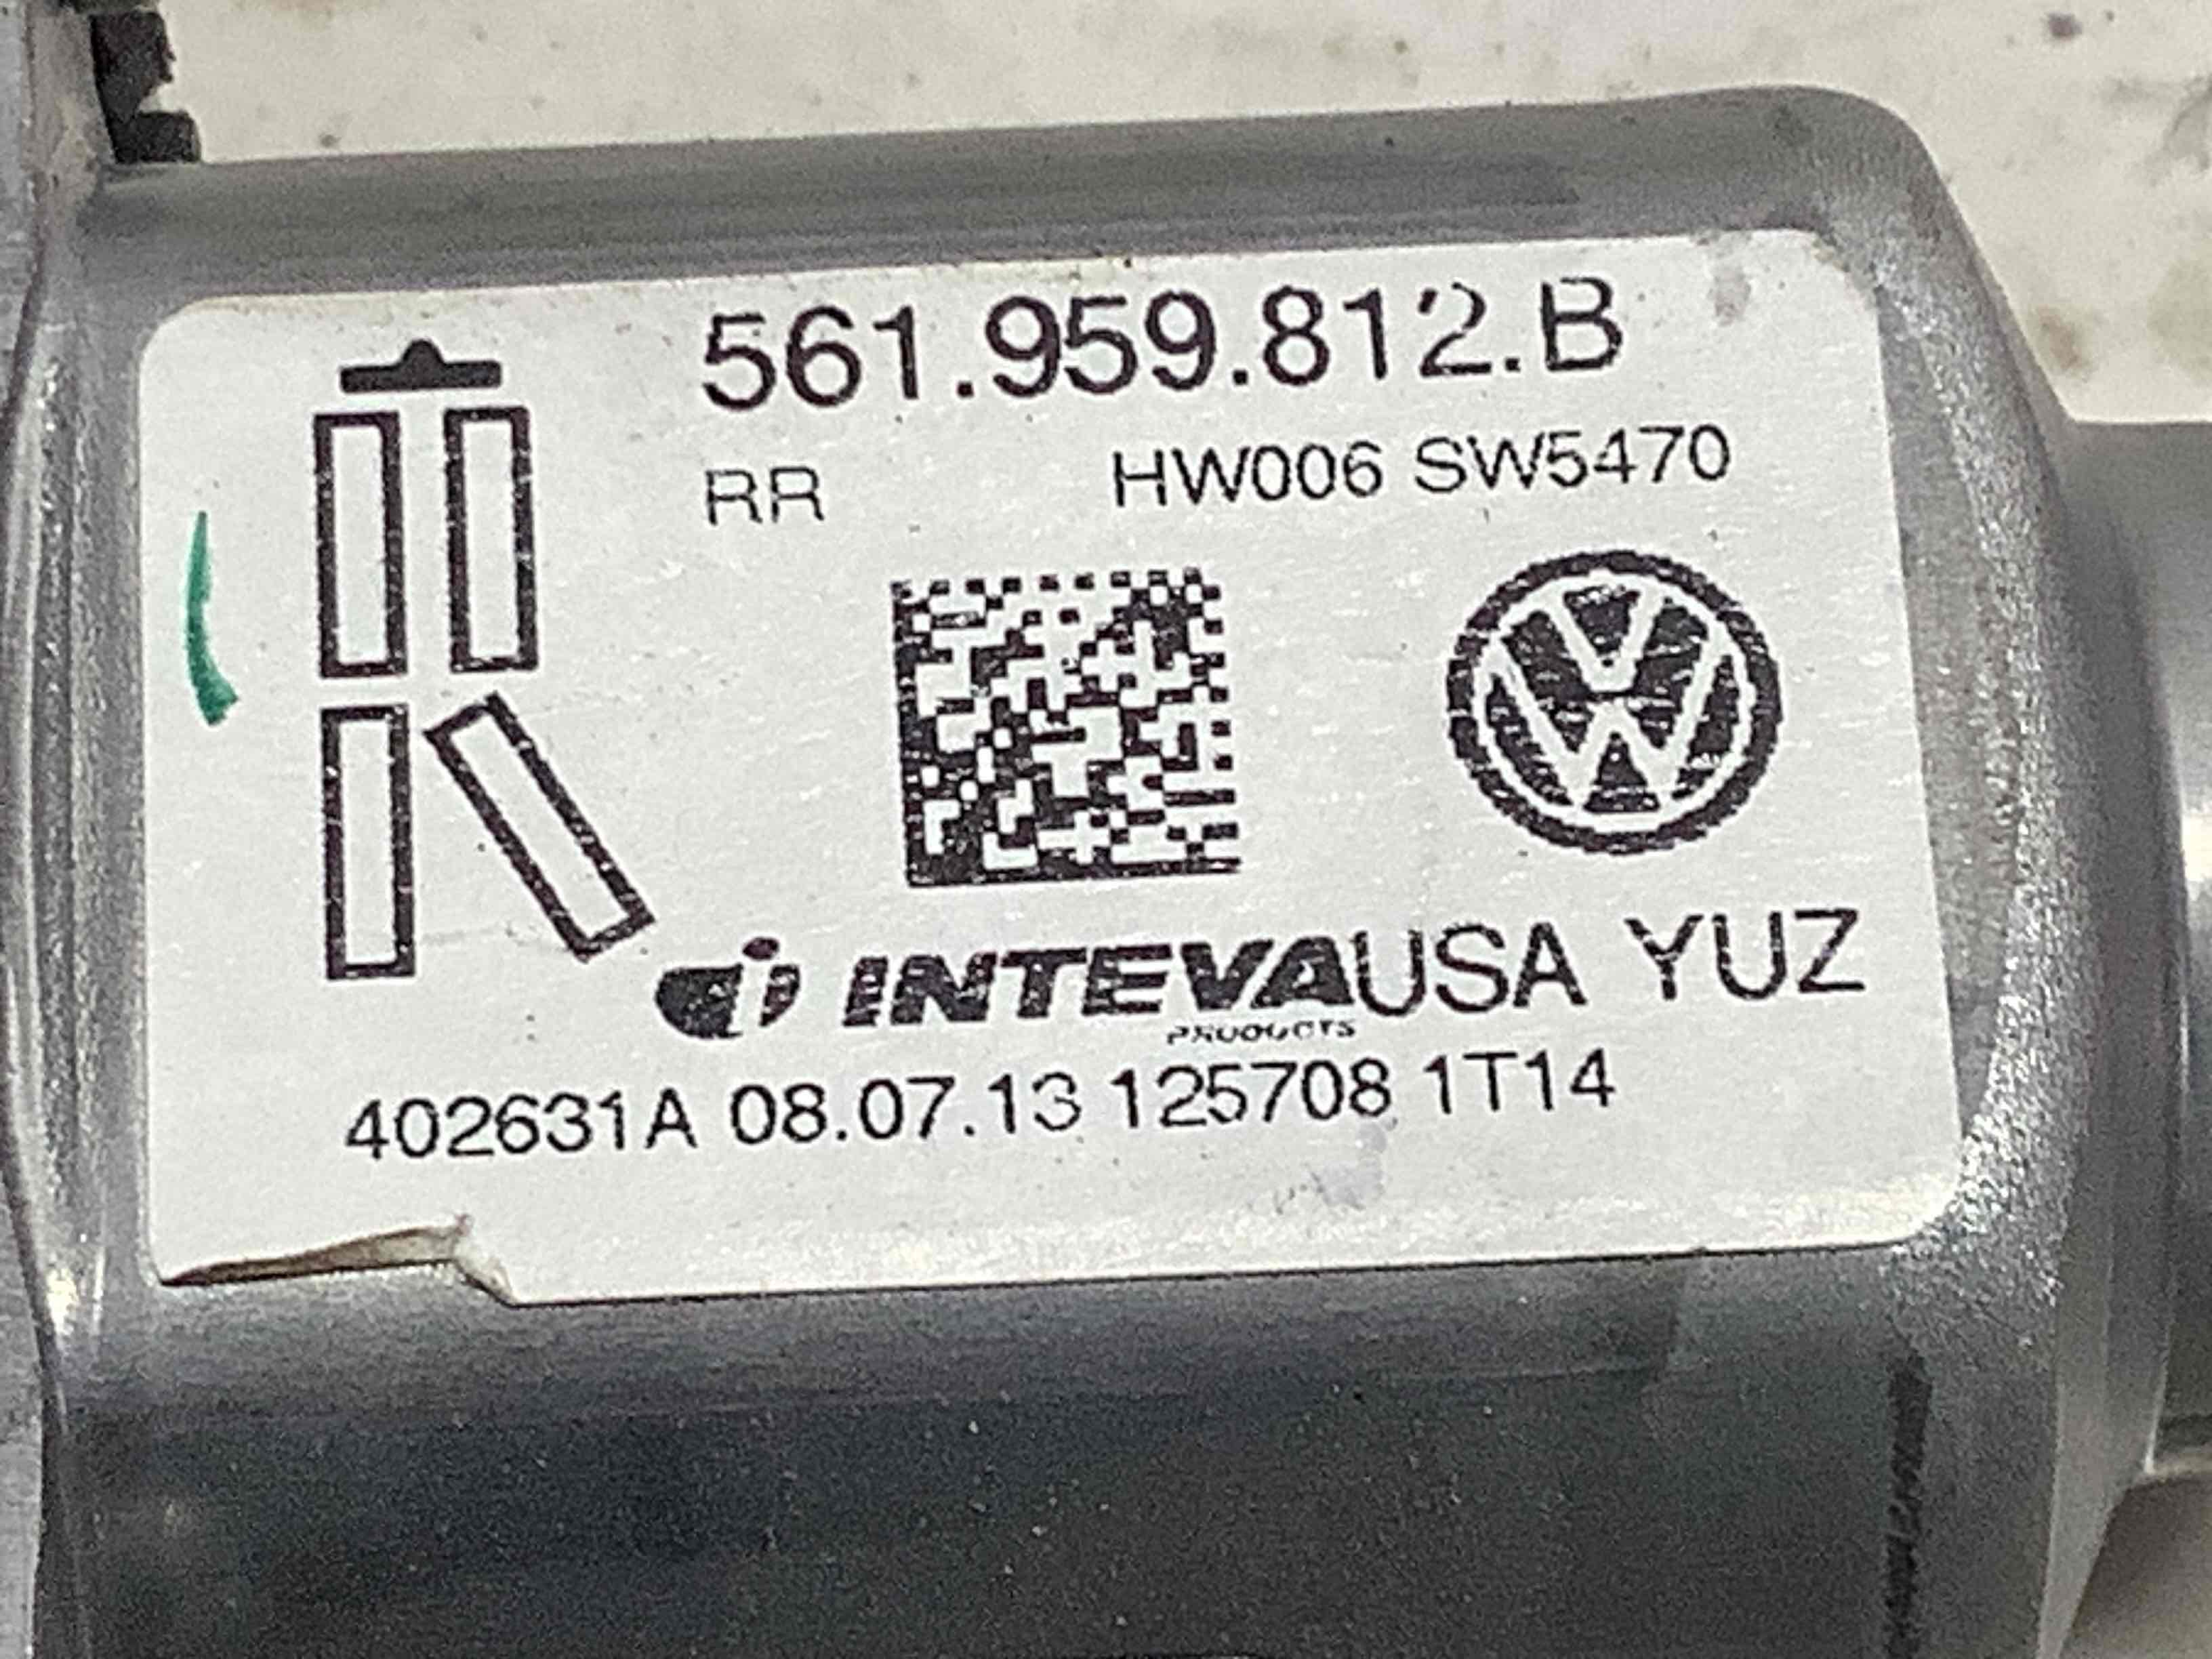 561.959.812.B
RR HW006 SW5470
INTEVA USA YUZ
PRODUCTS
402631A 08.07.13 125708 1T14